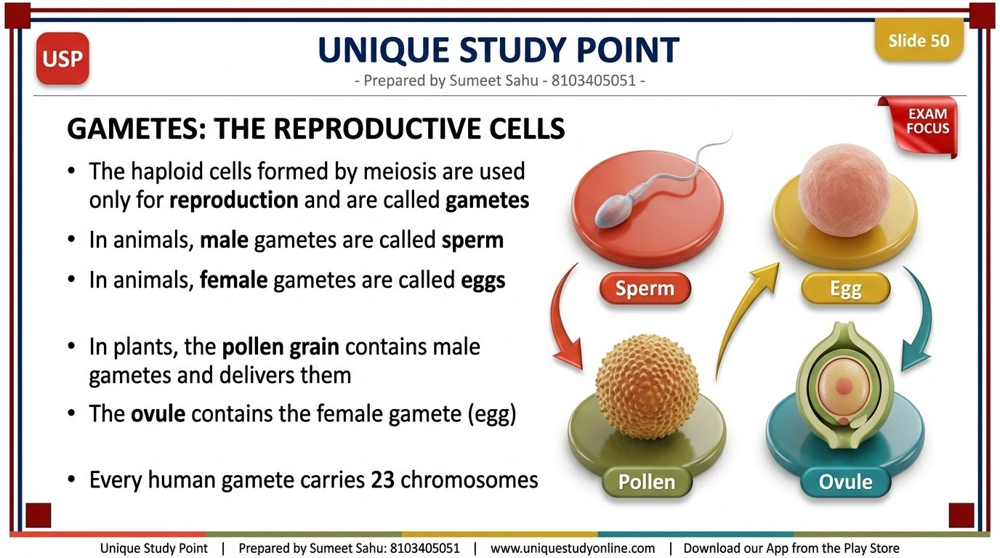 USP
UNIQUE STUDY POINT
- Prepared by Sumeet Sahu - 8103405051 -
Slide 50
EXAM
FOCUS
GAMETES: THE REPRODUCTIVE CELLS
• The haploid cells formed by meiosis are used
only for reproduction and are called gametes
• In animals, male gametes are called sperm
• In animals, female gametes are called eggs
• In plants, the pollen grain contains male
gametes and delivers them
• The ovule contains the female gamete (egg)
• Every human gamete carries 23 chromosomes
Sperm
Egg
Pollen
Ovule
Unique Study Point | Prepared by Sumeet Sahu: 8103405051 | www.uniquestudyonline.com | Download our App from the Play Store